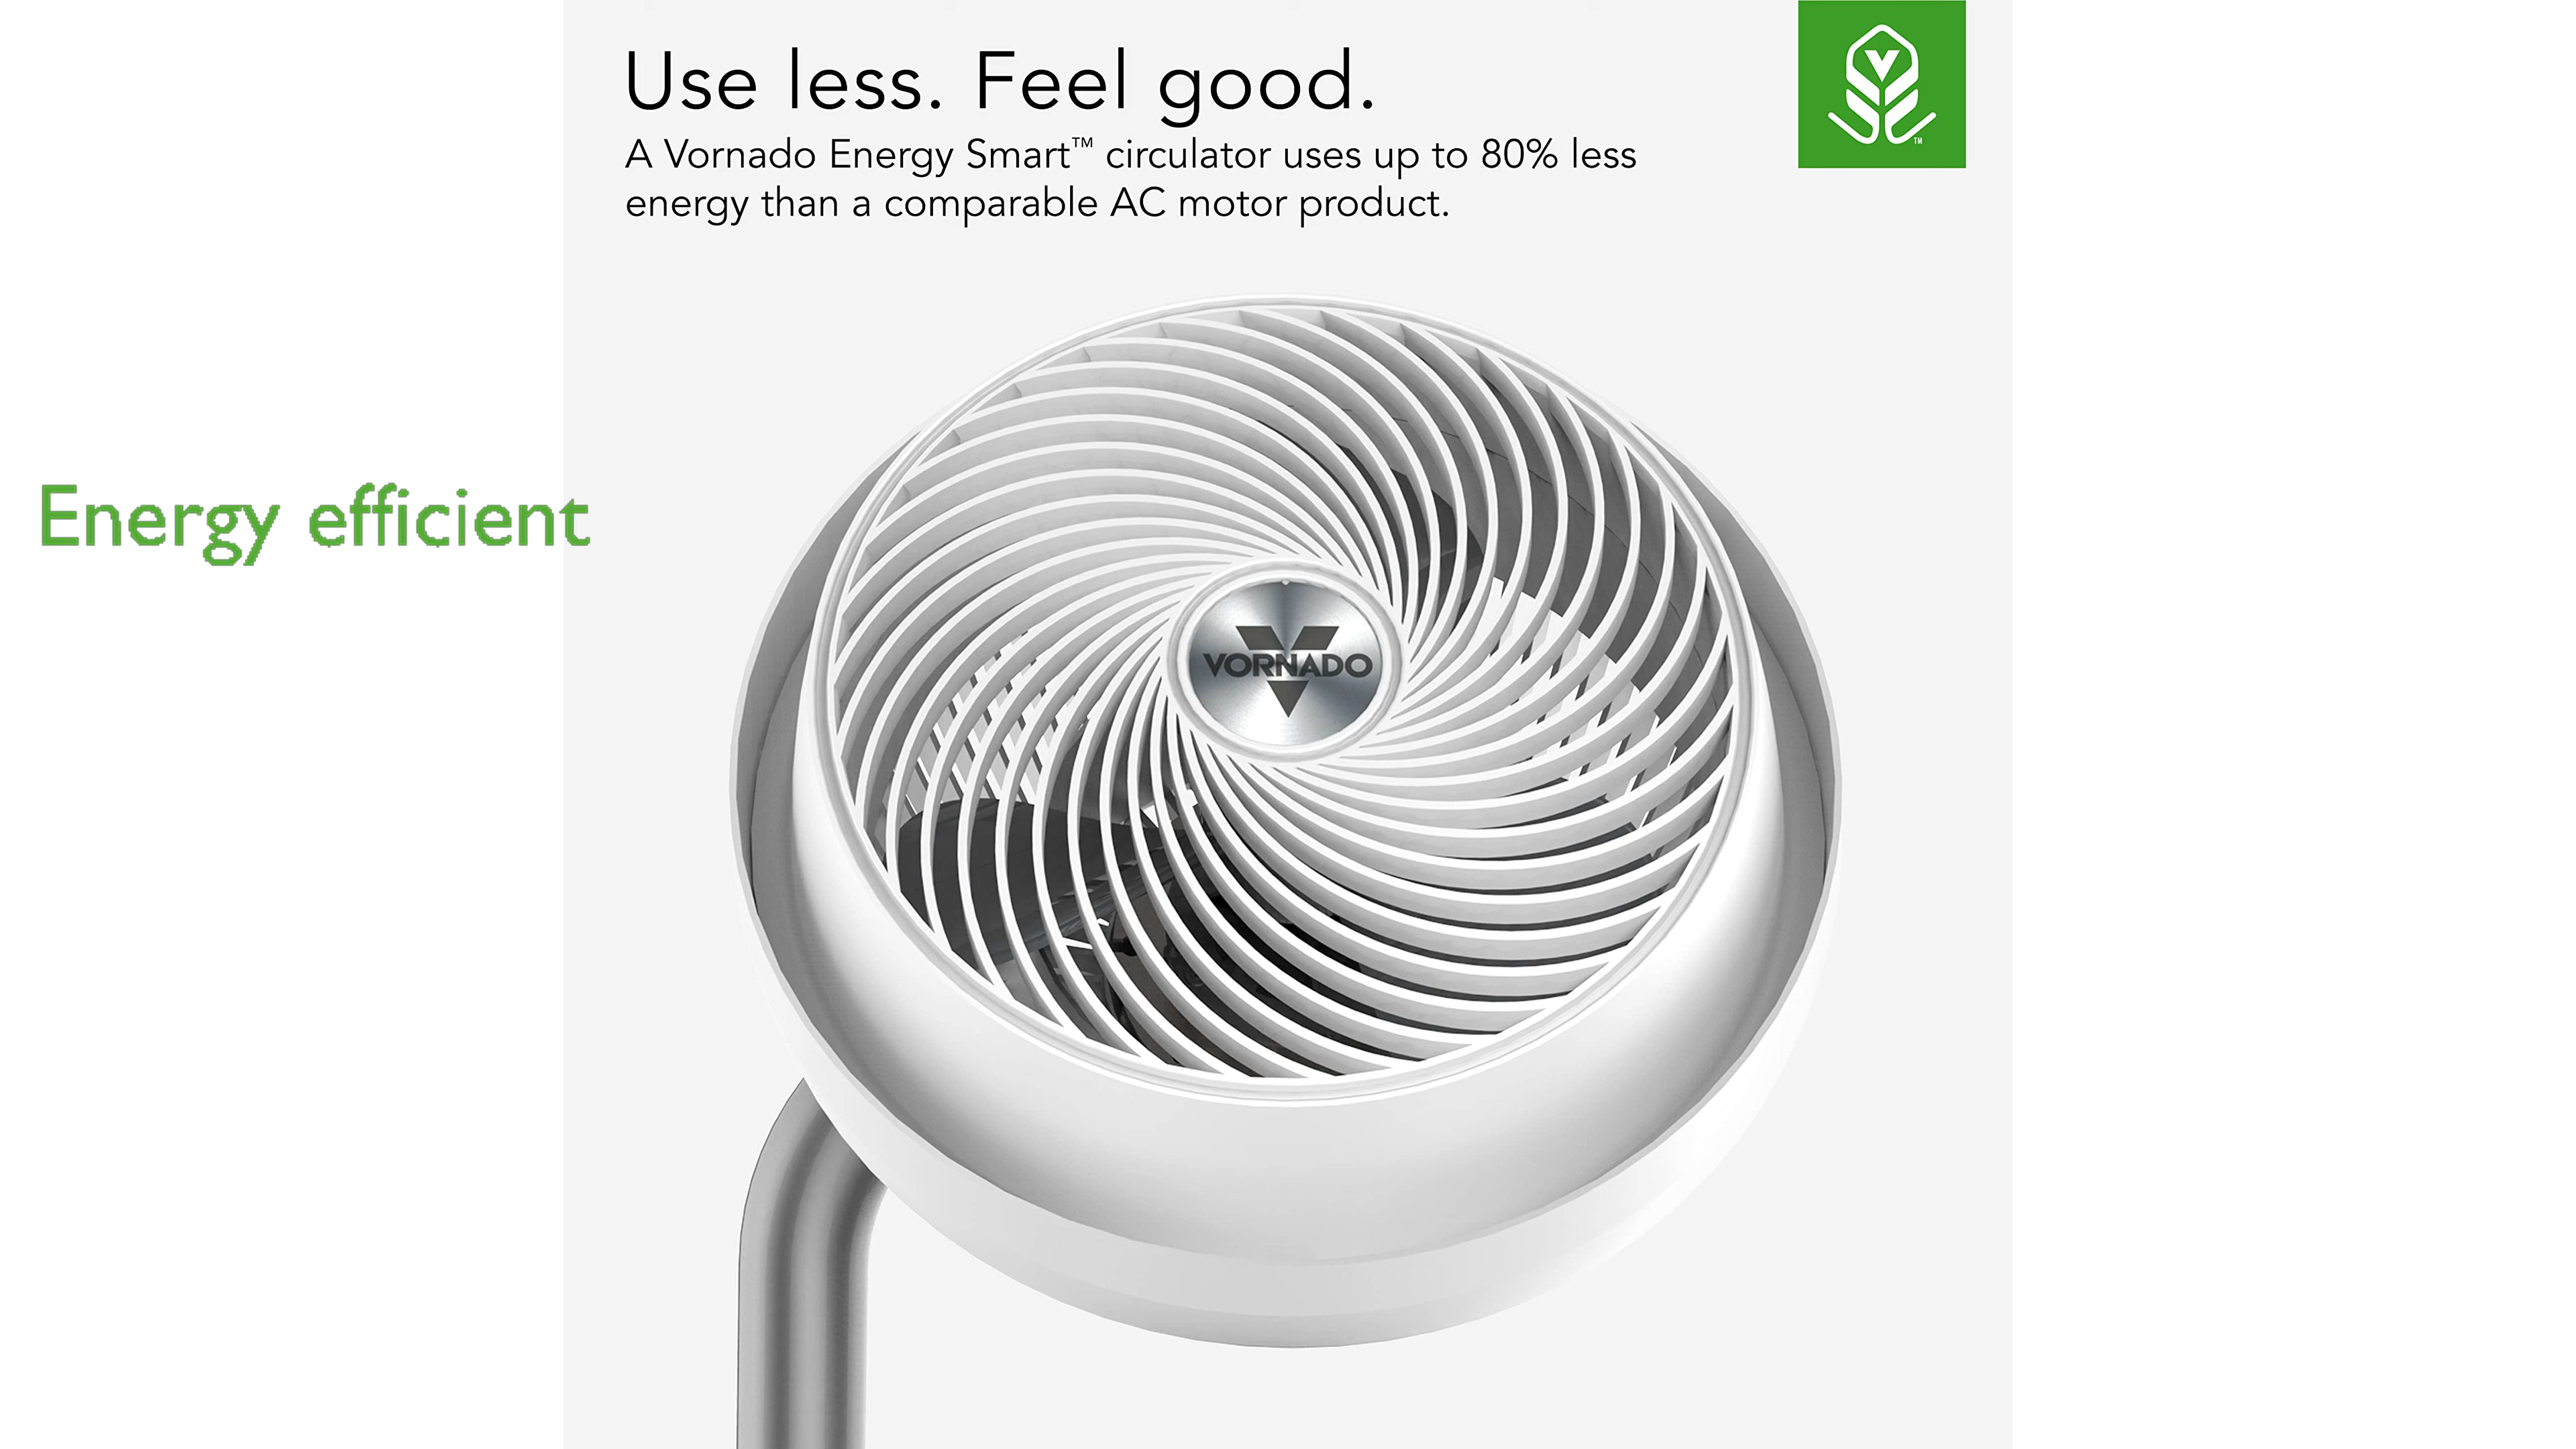 Use less. Feel good.
A Vornado Energy Smart™ circulator uses up to 80% less
energy than a comparable AC motor product.
TM
Energy efficient
VORNADO